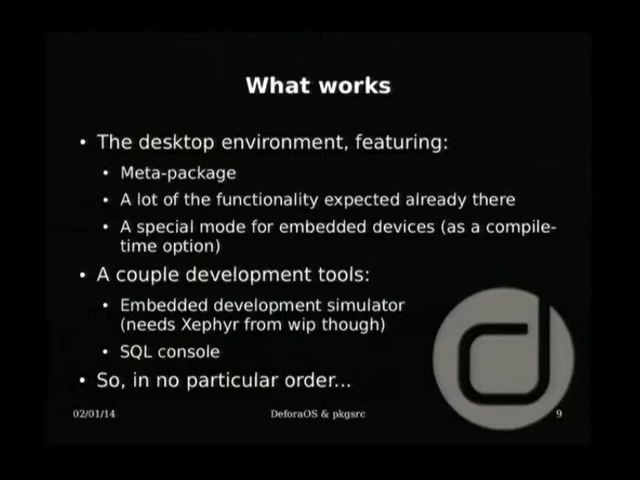 What works
• The desktop environment, featuring:
• Meta-package
• A lot of the functionality expected already there
• A special mode for embedded devices (as a compile-
time option)
• A couple development tools:
• Embedded development simulator
(needs Xephyr from wip though)
• SQL console
• So, in no particular order...
02/01/14 DeforaOS & pkgsrc 9